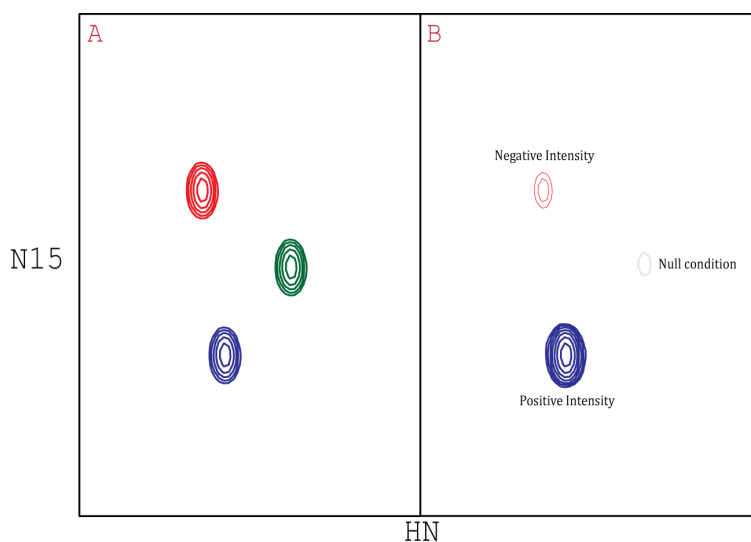 A
B
Negative Intensity
N15
Null condition
Positive Intensity
HN